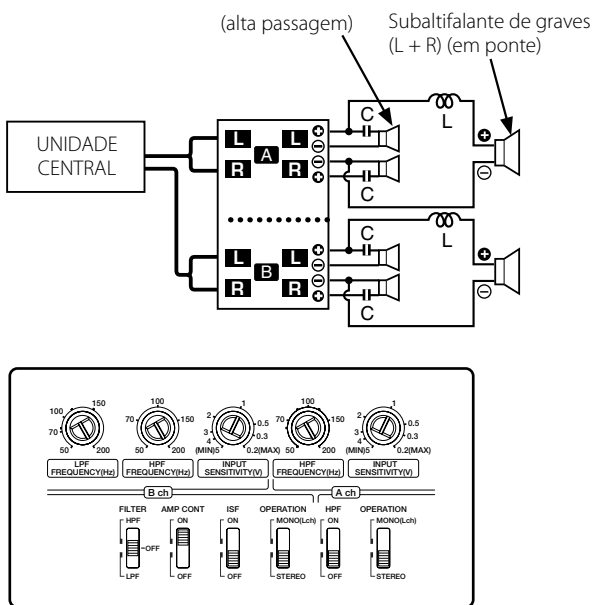 (alta passagem)
Subaltifalante de graves
(L + R) (em ponte)
UNIDADE
CENTRAL
L L
A
R R
C
L
C
L L
B
R R
C
L
C
50 70 100 150 200
LPF
FREQUENCY(Hz)
50 70 100 150 200
HPF
FREQUENCY(Hz)
(MIN)5 4 3 2 1 0.5 0.3 0.2(MAX)
INPUT
SENSITIVITY(V)
50 70 100 150 200
HPF
FREQUENCY(Hz)
(MIN)5 4 3 2 1 0.5 0.3 0.2(MAX)
INPUT
SENSITIVITY(V)
B ch
A ch
FILTER
HPF
OFF
LPF
AMP CONT
ON
OFF
ISF
ON
OFF
OPERATION
MONO(Lch)
STEREO
HPF
ON
OFF
OPERATION
MONO(Lch)
STEREO